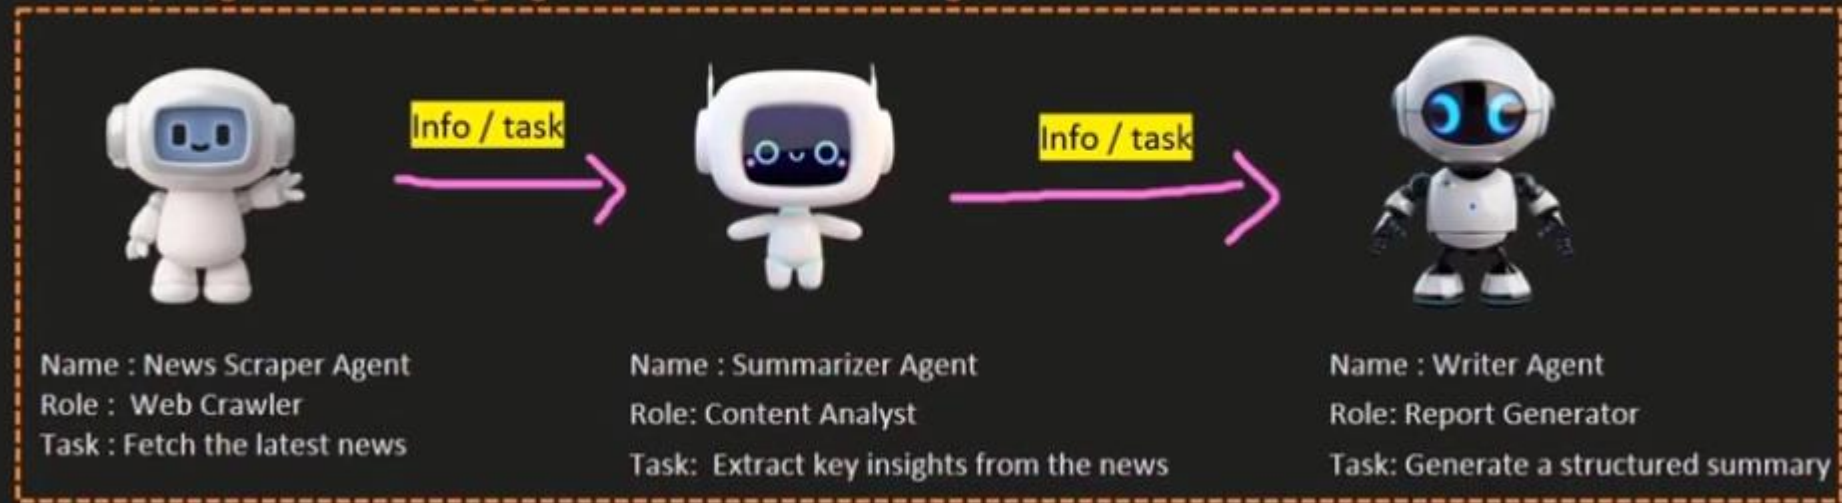 Info / task
Info / task
Name : News Scraper Agent
Role : Web Crawler
Task : Fetch the latest news
Name : Summarizer Agent
Role: Content Analyst
Task: Extract key insights from the news
Name : Writer Agent
Role: Report Generator
Task: Generate a structured summary